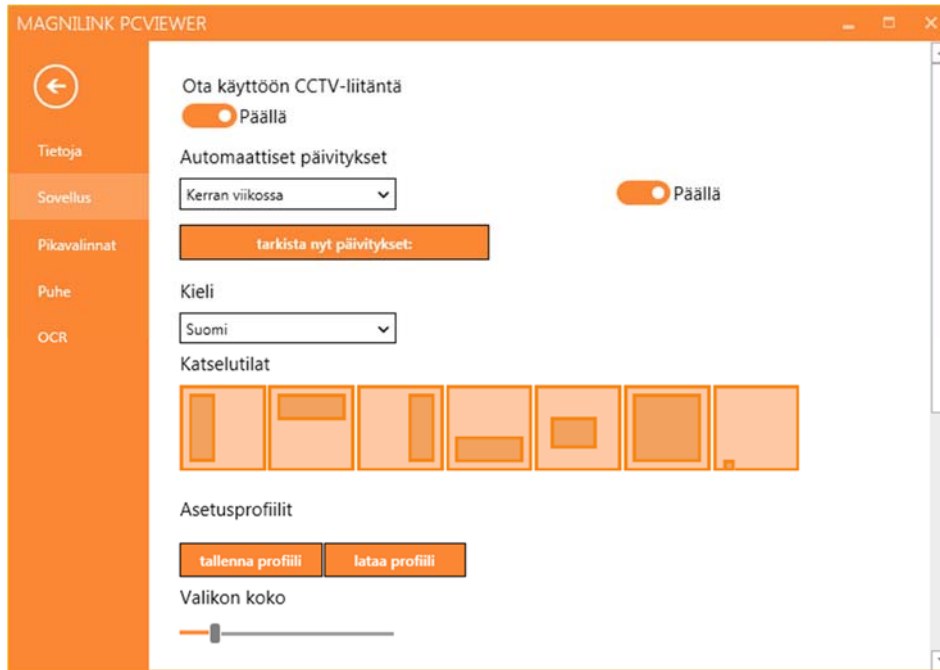 MAGNILINK PCVIEWER
Tietoja
Sovellus
Pikavalinnat
Puhe
OCR
Ota käyttöön CCTV-liitäntä
Päällä
Automaattiset päivitykset
Kerran viikossa
Päällä
tarkista nyt päivitykset:
Kieli
Suomi
Katselutilat
Asetusprofiilit
tallenna profiili
lataa profiili
Valikon koko